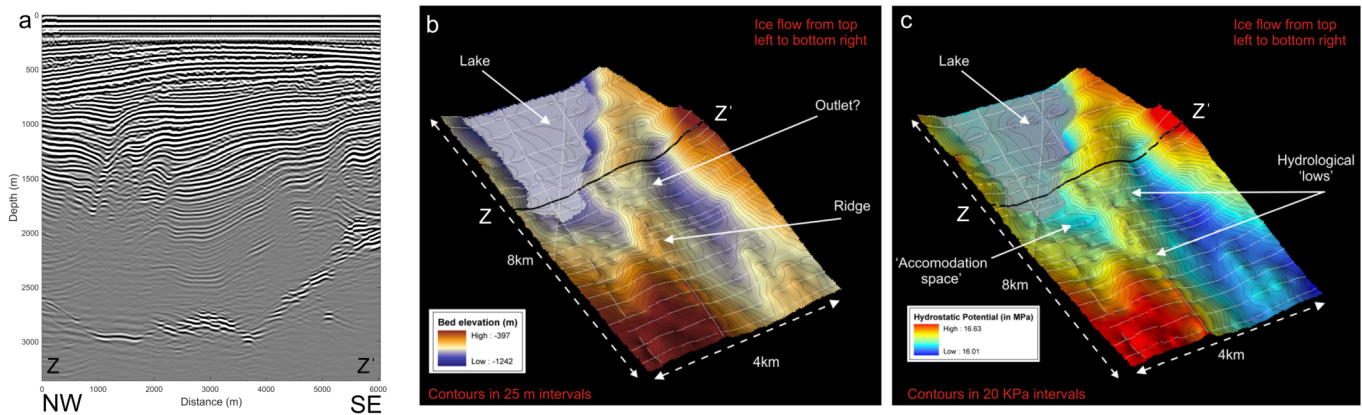 a
0
500
1000
1500
2000
2500
3000
Depth (m)
Z
Z'
0
1000
2000
3000
4000
5000
6000
NW
Distance (m)
SE
b
Ice flow from top
left to bottom right
Lake
Z'
Outlet?
Ridge
Z
8km
4km
Bed elevation (m)
High : -397
Low : -1242
Contours in 25 m intervals
c
Ice flow from top
left to bottom right
Lake
Z'
Hydrological
'lows'
Z
'Accomodation
space'
8km
4km
Hydrostatic Potential (in MPa)
High : 16.63
Low : 16.01
Contours in 20 KPa intervals